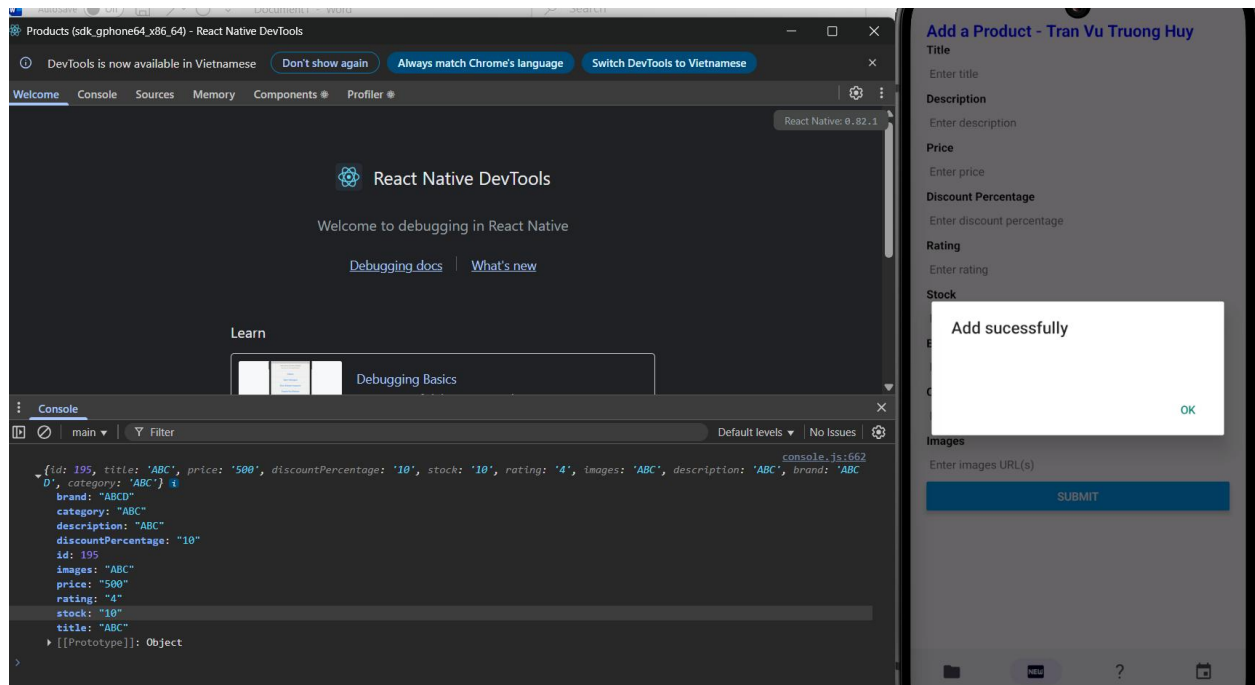 Products (sdk_gphone64_x86_64) - React Native DevTools
DevTools is now available in Vietnamese
Don't show again
Always match Chrome's language
Switch DevTools to Vietnamese
Welcome
Console
Sources
Memory
Components
Profiler
React Native: 0.82.1
React Native DevTools
Welcome to debugging in React Native
Debugging docs
What's new
Learn
Debugging Basics
Console
main
Filter
Default levels
No Issues
console.js:662
{id: 195, title: 'ABC', price: '500', discountPercentage: '10', stock: '10', rating: '4', images: 'ABC', description: 'ABC', brand: 'ABC
D', category: 'ABC'}
brand: "ABCD"
category: "ABC"
description: "ABC"
discountPercentage: "10"
id: 195
images: "ABC"
price: "500"
rating: "4"
stock: "10"
title: "ABC"
[[Prototype]]: Object
Add a Product - Tran Vu Truong Huy
Title
Enter title
Description
Enter description
Price
Enter price
Discount Percentage
Enter discount percentage
Rating
Enter rating
Stock
Add sucessfully
OK
Images
Enter images URL(s)
SUBMIT
NEW